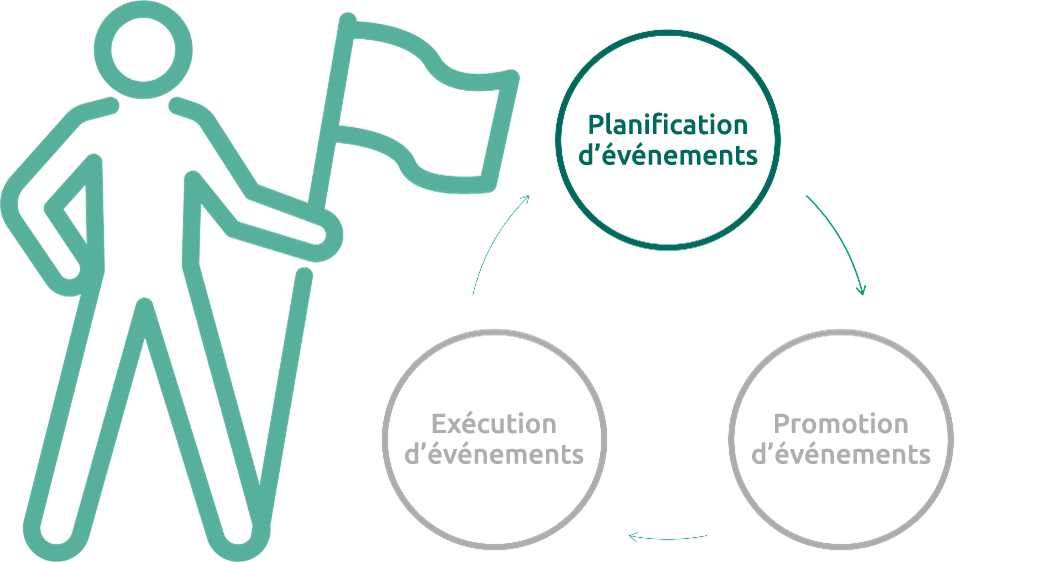 Planification
d’événements
Exécution
d’événements
Promotion
d’événements